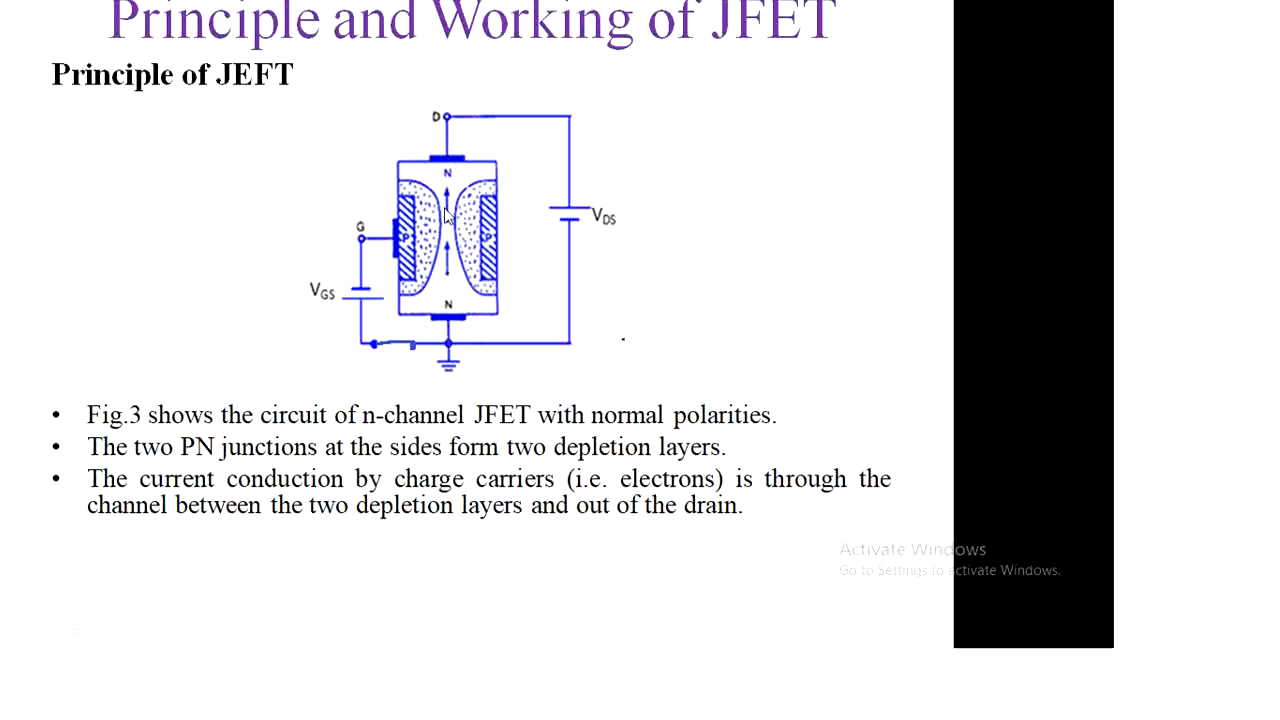 Principle and Working of JFET
Principle of JEFT
D
N
G
P
P
VDS
VGS
N
• Fig.3 shows the circuit of n-channel JFET with normal polarities.
• The two PN junctions at the sides form two depletion layers.
• The current conduction by charge carriers (i.e. electrons) is through the
channel between the two depletion layers and out of the drain.
Activate Windows
Go to Settings to activate Windows.